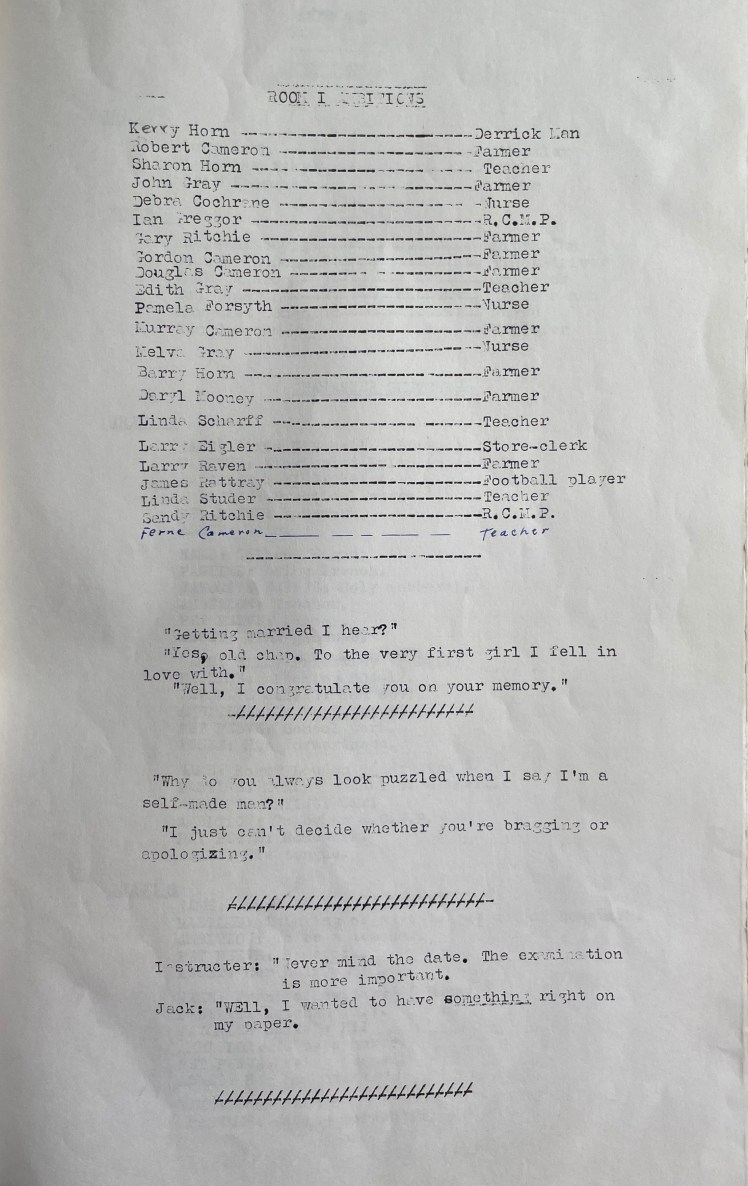 ROOM I AMBITIONS
Kerry Horn ---------------------Derrick Man
Robert Cameron ---------------------Farmer
Sharon Horn --------------------- Teacher
John Gray ---------------------Farmer
Debra Cochrane ---------------------Nurse
Ian Greggor ---------------------R.C.M.P.
Gary Ritchie ---------------------Farmer
Gordon Cameron ---------------------Farmer
Douglas Cameron ---------------------Farmer
Edith Gray ---------------------Teacher
Pamela Forsyth ---------------------Nurse
Murray Cameron ---------------------Farmer
Melva Gray ---------------------Nurse
Barry Horn ---------------------Farmer
Daryl Mooney ---------------------Farmer
Linda Scharff ---------------------Teacher
Larry Eigler ---------------------Store-clerk
Larry Raven ---------------------Farmer
James Rattray ---------------------Football player
Linda Studer ---------------------Teacher
Sandy Ritchie ---------------------R.C.M.P.
Ferne Cameron_ __ _ _ _ _ _ Teacher
"Getting married I hear?"
"Yes, old chap. To the very first girl I fell in
love with."
"Well, I congratulate you on your memory."
-/////////////////////////
"Why do you always look puzzled when I say I'm a
self-made man?"
"I just can't decide whether you're bragging or
apologizing."
///////////////////////////-
Instructer: "Never mind the date. The examination
is more important.
Jack: "WEll, I wanted to have something right on
my paper.
///////////////////////////